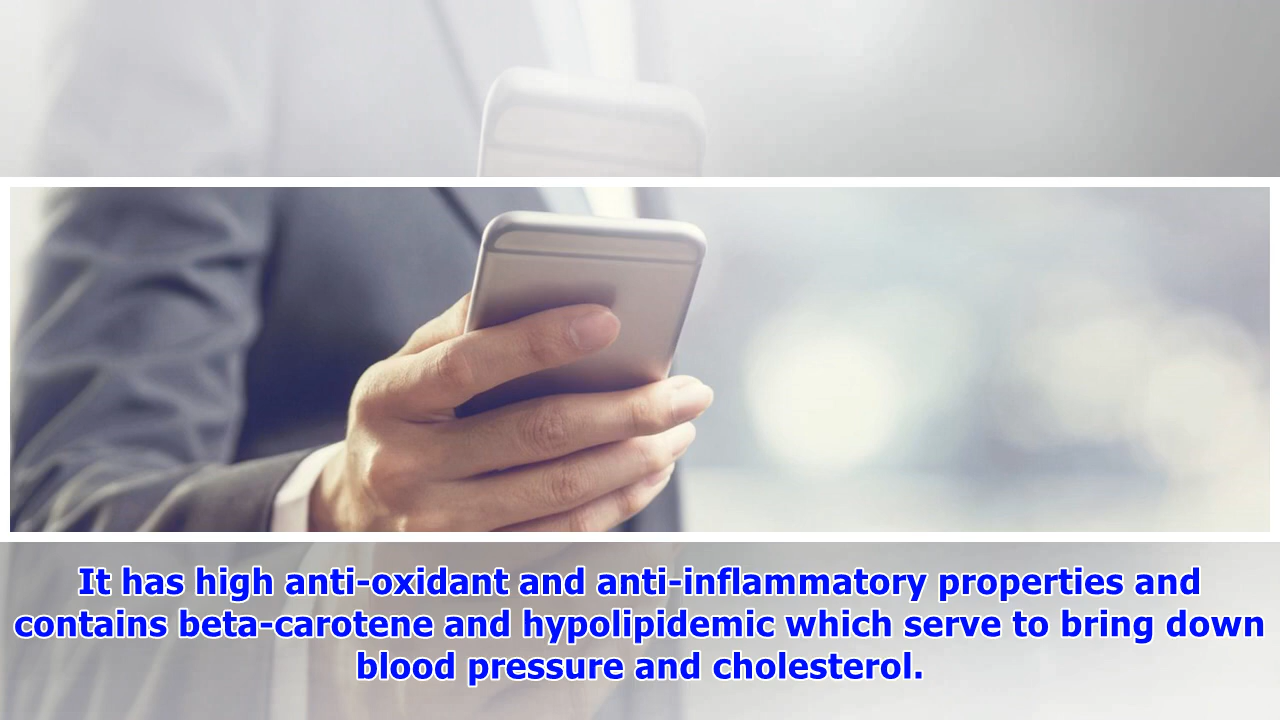 It has high anti-oxidant and anti-inflammatory properties and
contains beta-carotene and hypolipidemic which serve to bring down
blood pressure and cholesterol.